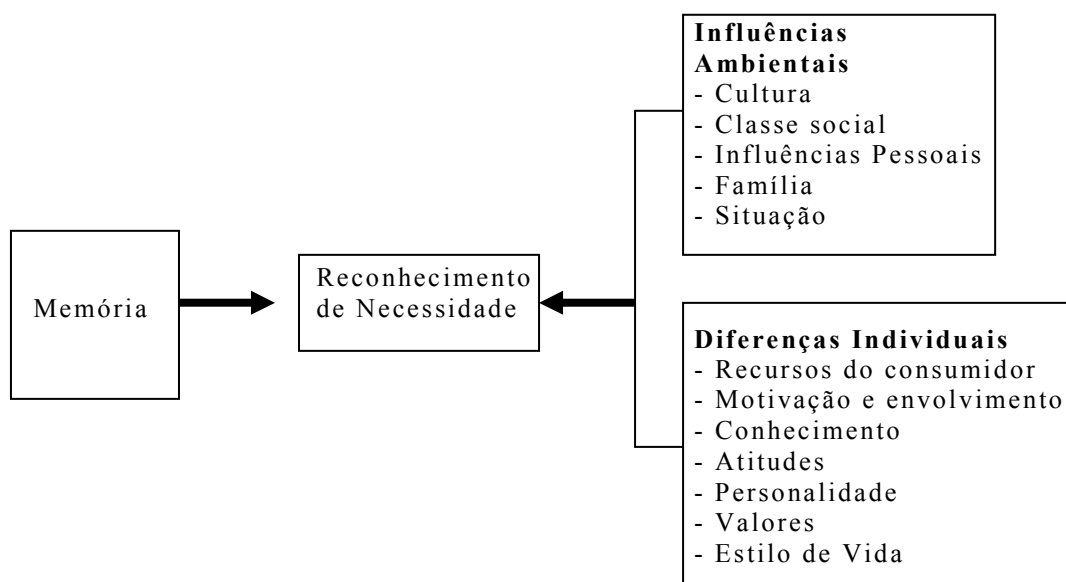 Memória
Reconhecimento
de Necessidade
Influências
Ambientais
- Cultura
- Classe social
- Influências Pessoais
- Família
- Situação
Diferenças Individuais
- Recursos do consumidor
- Motivação e envolvimento
- Conhecimento
- Atitudes
- Personalidade
- Valores
- Estilo de Vida